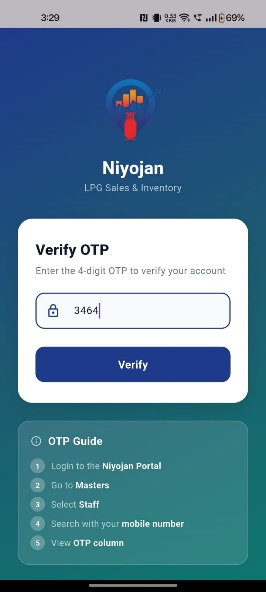 3:29
69%
Niyojan
LPG Sales & Inventory
Verify OTP
Enter the 4-digit OTP to verify your account
3464
Verify
OTP Guide
1 Login to the Niyojan Portal
2 Go to Masters
3 Select Staff
4 Search with your mobile number
5 View OTP column